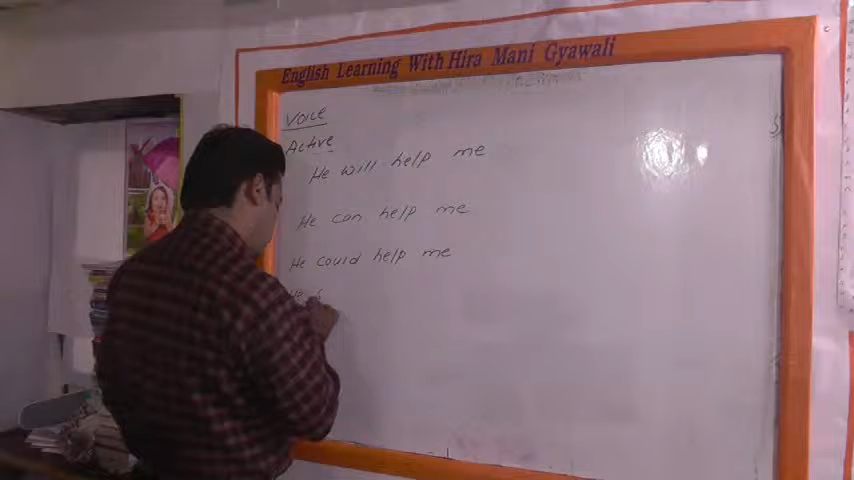 English Learning With Hira Mani Gyawali
Voice
Active
He will help me
He can help me
He could help me
He s